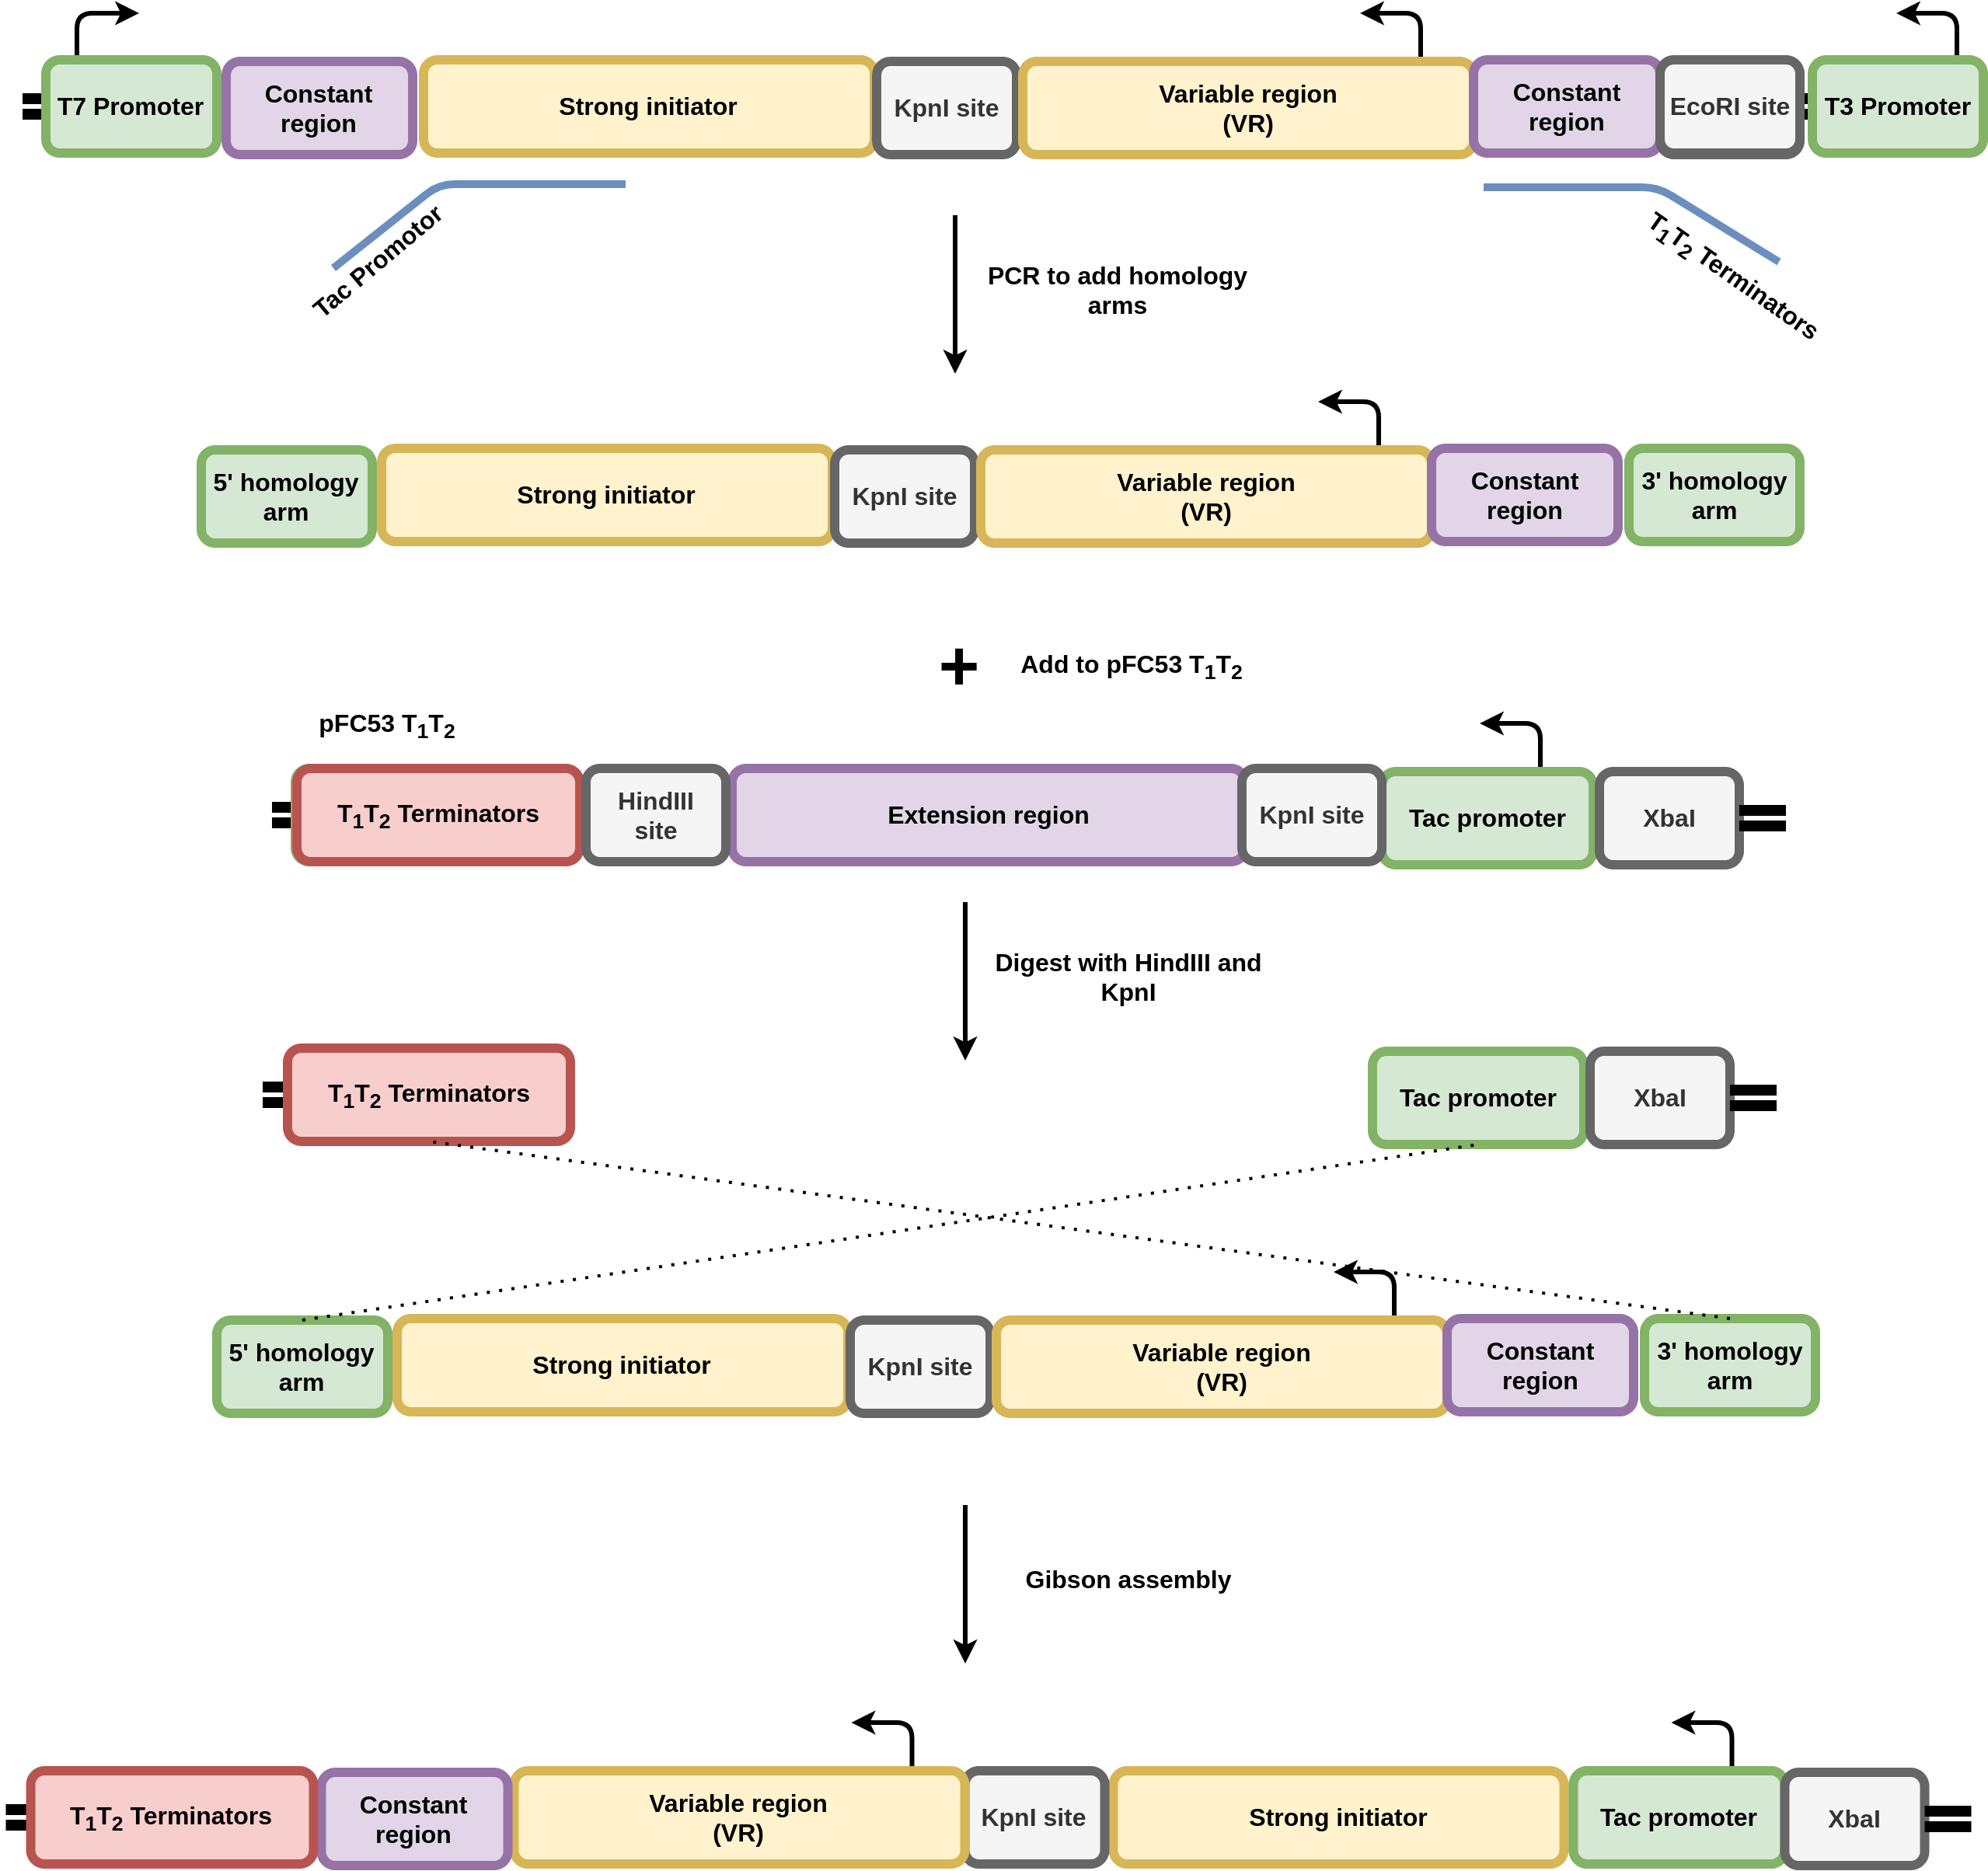 T7 Promoter
Constant
region
Strong initiator
KpnI site
Variable region
(VR)
Constant
region
EcoRI site
T3 Promoter
Tac Promotor
T1T2 Terminators
PCR to add homology
arms
5' homology
arm
Strong initiator
KpnI site
Variable region
(VR)
Constant
region
3' homology
arm
Add to pFC53 T1T2
pFC53 T1T2
T1T2 Terminators
HindIII
site
Extension region
KpnI site
Tac promoter
XbaI
Digest with HindIII and
KpnI
T1T2 Terminators
Tac promoter
XbaI
5' homology
arm
Strong initiator
KpnI site
Variable region
(VR)
Constant
region
3' homology
arm
Gibson assembly
T1T2 Terminators
Constant
region
Variable region
(VR)
KpnI site
Strong initiator
Tac promoter
XbaI